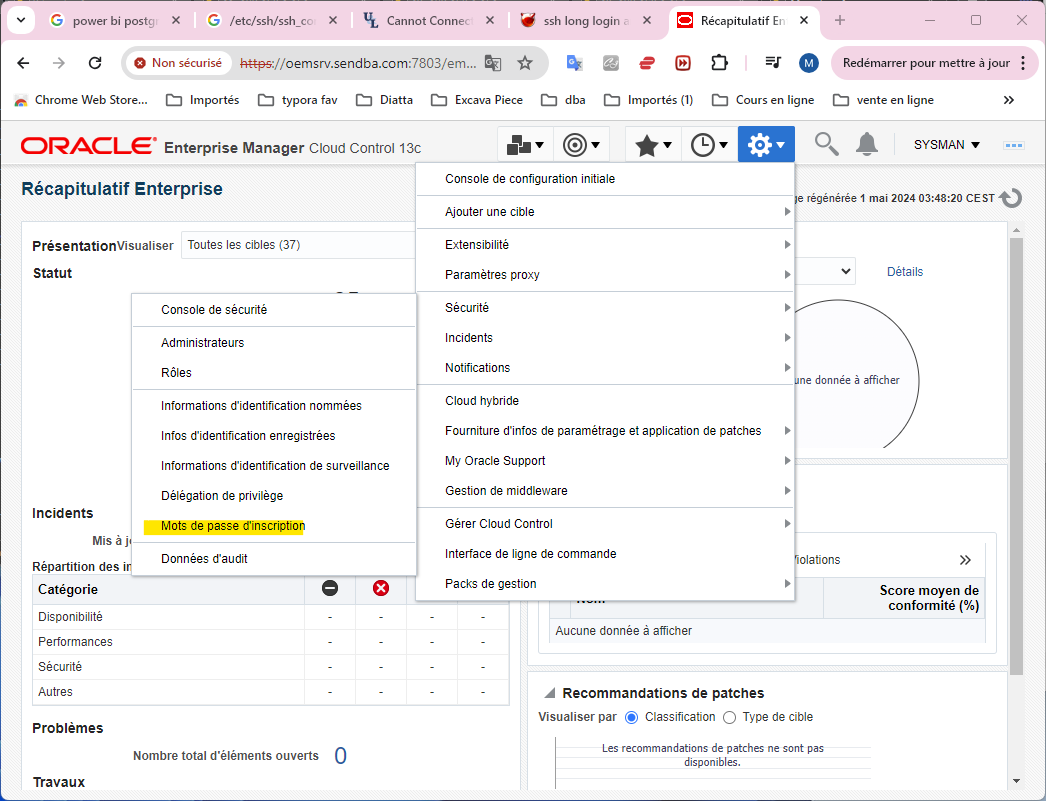 power bi postgr
/etc/ssh/ssh_co
Cannot Connect
ssh long login a
Récapitulatif En
Non sécurisé
https://oemsrv.sendba.com:7803/em...
M
Redémarrer pour mettre à jour
Chrome Web Store...
Importés
typora fav
Diatta
Excava Piece
dba
Importés (1)
Cours en ligne
vente en ligne
ORACLE Enterprise Manager Cloud Control 13c
SYSMAN
Récapitulatif Enterprise
ge régénérée 1 mai 2024 03:48:20 CEST
Console de configuration initiale
Ajouter une cible
Extensibilité
Paramètres proxy
Sécurité
Incidents
Notifications
Cloud hybride
Fourniture d'infos de paramétrage et application de patches
My Oracle Support
Gestion de middleware
Gérer Cloud Control
Interface de ligne de commande
Packs de gestion
Présentation
Visualiser
Toutes les cibles (37)
Statut
Détails
une donnée à afficher
Console de sécurité
Administrateurs
Rôles
Informations d'identification nommées
Infos d'identification enregistrées
Informations d'identification de surveillance
Délégation de privilège
Mots de passe d'inscription
Données d'audit
Incidents
Mis à jo
Répartition des in
Catégorie
Disponibilité - - - -
Performances - - - -
Sécurité - - - -
Autres - - - -
Problèmes
Nombre total d'éléments ouverts 0
Travaux
Violations
Nom
Score moyen de
conformité (%)
Aucune donnée à afficher
Recommandations de patches
Visualiser par Classification Type de cible
Les recommandations de patches ne sont pas
disponibles.